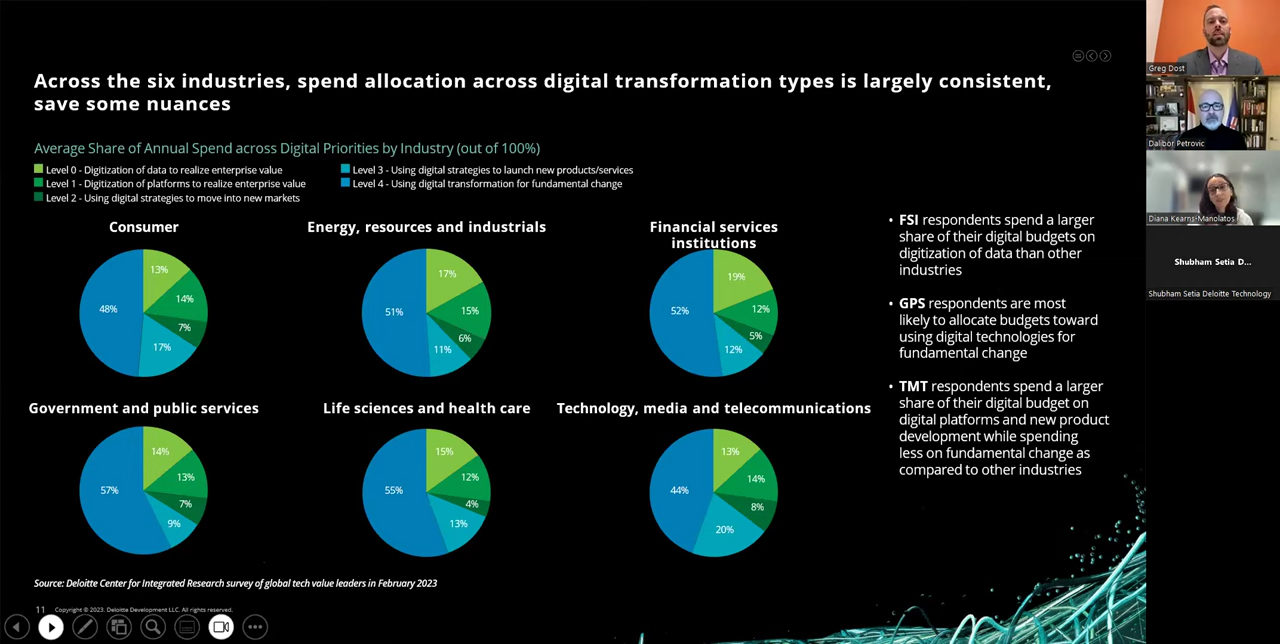 Across the six industries, spend allocation across digital transformation types is largely consistent,
save some nuances
Average Share of Annual Spend across Digital Priorities by Industry (out of 100%)
Level 0 - Digitization of data to realize enterprise value
Level 1 - Digitization of platforms to realize enterprise value
Level 2 - Using digital strategies to move into new markets
Level 3 - Using digital strategies to launch new products/services
Level 4 - Using digital transformation for fundamental change
Consumer
13%
14%
7%
17%
48%
Energy, resources and industrials
17%
15%
6%
11%
51%
Financial services
institutions
19%
12%
5%
12%
52%
Government and public services
14%
13%
7%
9%
57%
Life sciences and health care
15%
12%
4%
13%
55%
Technology, media and telecommunications
13%
14%
8%
20%
44%
• FSI respondents spend a larger
share of their digital budgets on
digitization of data than other
industries
• GPS respondents are most
likely to allocate budgets toward
using digital technologies for
fundamental change
• TMT respondents spend a larger
share of their digital budget on
digital platforms and new product
development while spending
less on fundamental change as
compared to other industries
Source: Deloitte Center for Integrated Research survey of global tech value leaders in February 2023
11 Copyright © 2023. Deloitte Development LLC. All rights reserved.
Greg Dost
Dalibor Petrovic
Diana Kearns-Manolatos
Shubham Setia D...
Shubham Setia Deloitte Technology